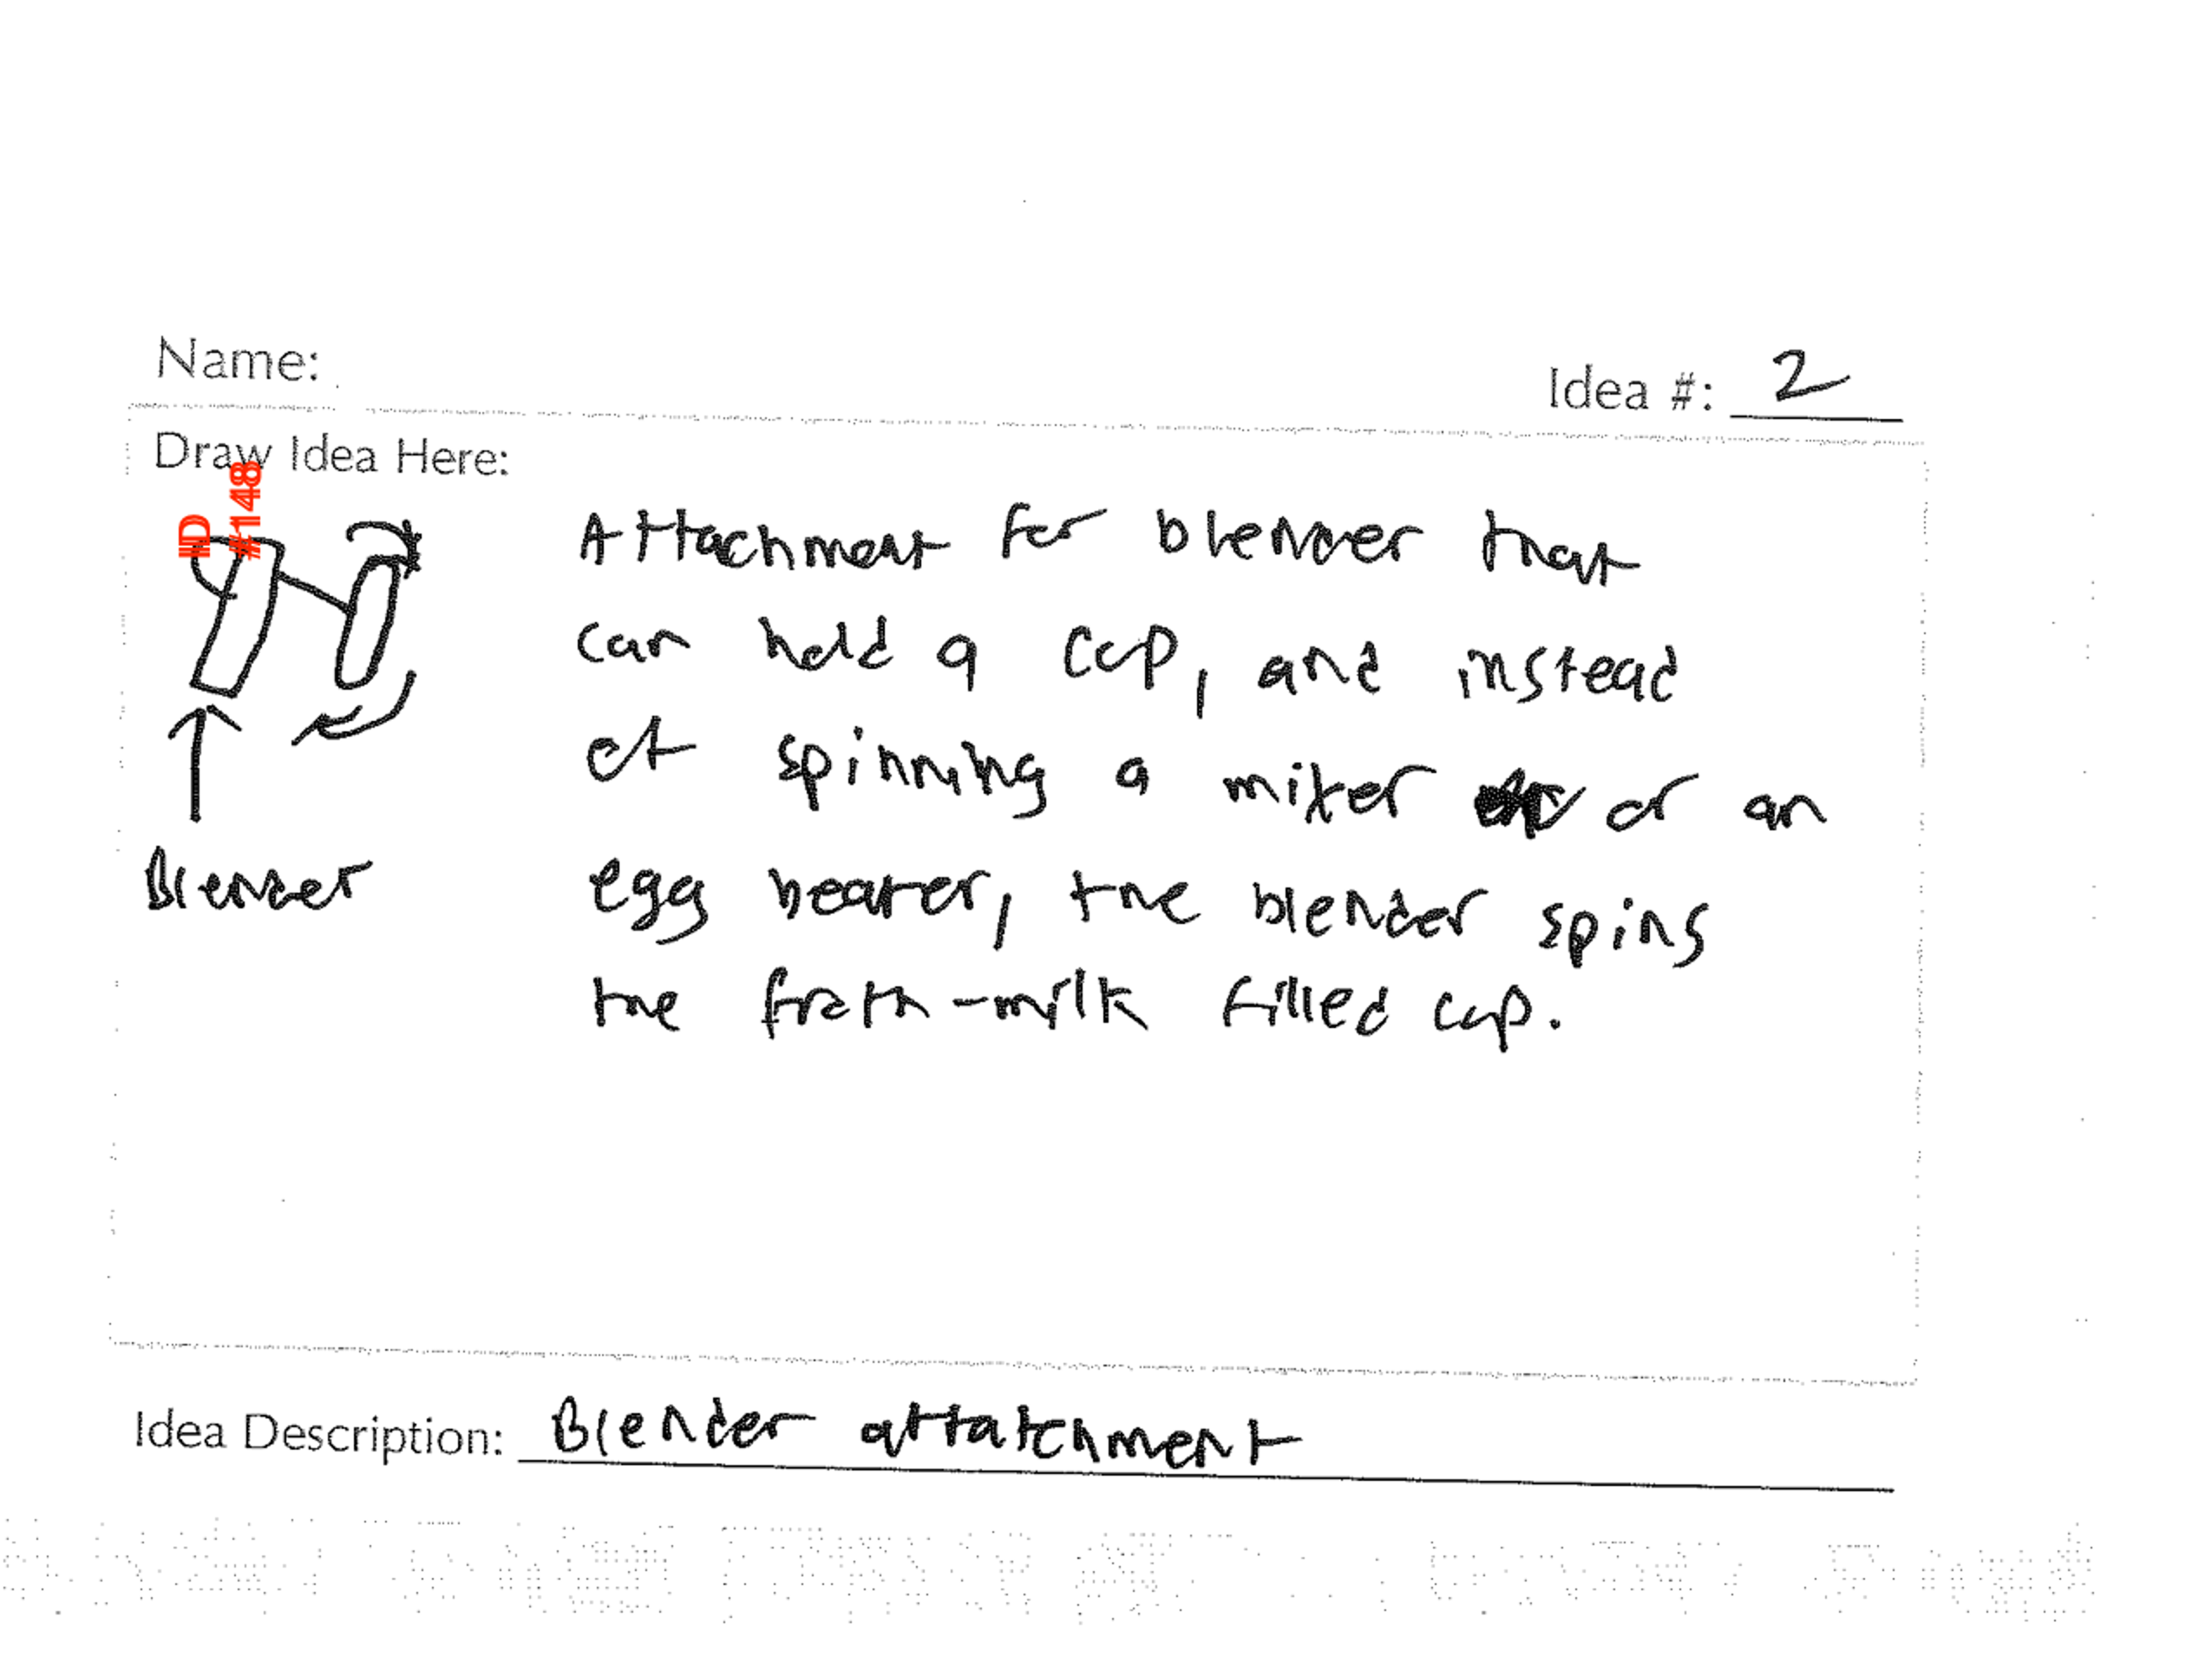 Name:
Idea #: 2
Draw Idea Here:
ID
#148
Attachment for blender that
can hold a cup, and instead
of spinning a mixer or an
egg beater, the blender spins
the froth-milk filled cup.
Blender
Idea Description: Blender attatchment